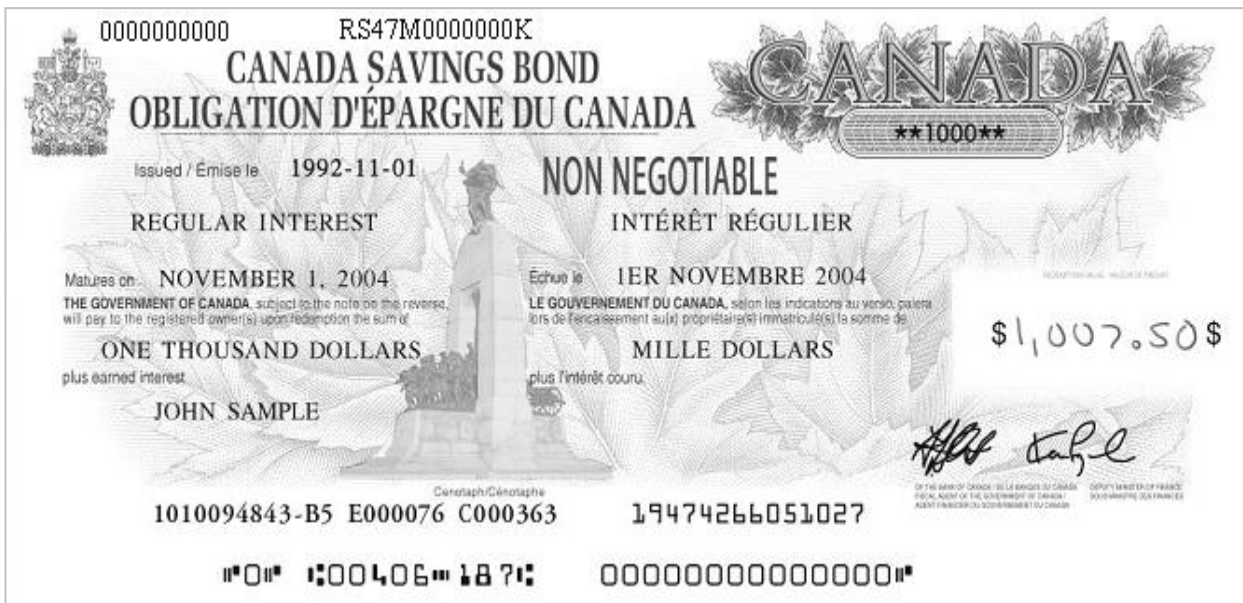 0000000000 RS47M0000000K
CANADA SAVINGS BOND
OBLIGATION D'ÉPARGNE DU CANADA
CANADA
**1000**
Issued / Émise le 1992-11-01
NON NEGOTIABLE
REGULAR INTEREST
INTÉRÊT RÉGULIER
Matures on NOVEMBER 1, 2004
THE GOVERNMENT OF CANADA, subject to the note on the reverse,
will pay to the registered owner(s) upon redemption the sum of
ONE THOUSAND DOLLARS
plus earned interest
JOHN SAMPLE
Échue le 1ER NOVEMBRE 2004
LE GOUVERNEMENT DU CANADA, selon les indications au verso, paiera
lors de l'encaissement au(x) propriétaire(s) immatriculé(s) la somme de
MILLE DOLLARS
plus l'intérêt couru.
$1,007.50$
Cenotaph/Cénotaphe
1010094843-B5 E000076 C000363 19474266051027
⑈0⑈ ⑆00406⑉187⑆ 000000000000000⑈